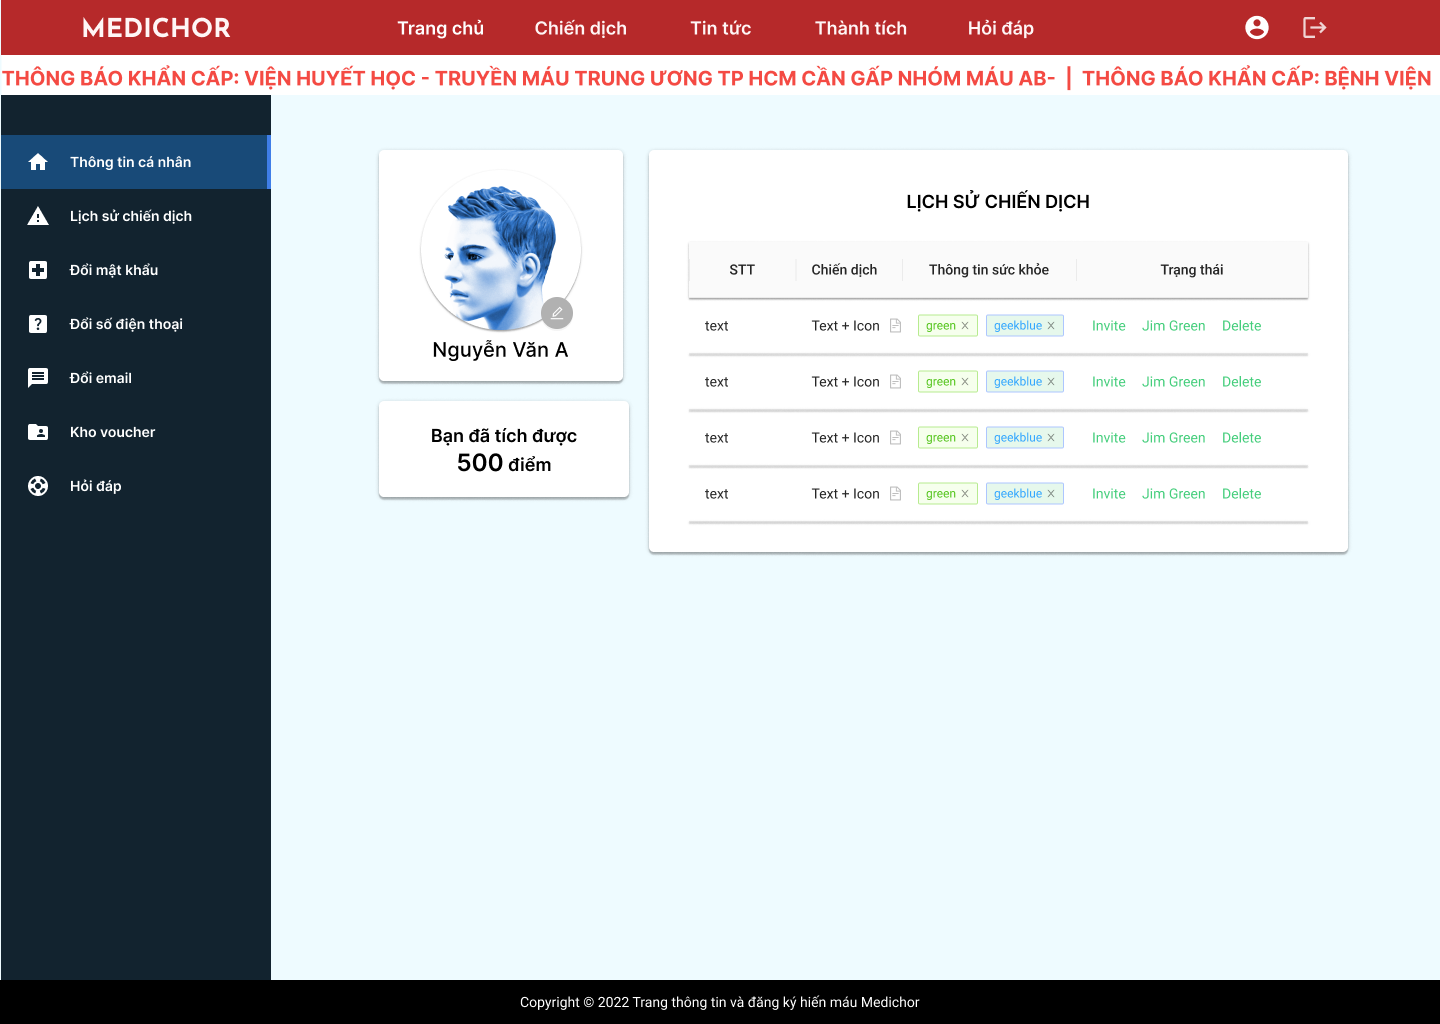 MEDICHOR Trang chủ Chiến dịch Tin tức Thành tích Hỏi đáp
THÔNG BÁO KHẨN CẤP: VIỆN HUYẾT HỌC - TRUYỀN MÁU TRUNG ƯƠNG TP HCM CẦN GẤP NHÓM MÁU AB- | THÔNG BÁO KHẨN CẤP: BỆNH VIỆN
Thông tin cá nhân
Lịch sử chiến dịch
Đổi mật khẩu
Đổi số điện thoại
Đổi email
Kho voucher
Hỏi đáp
Nguyễn Văn A
Bạn đã tích được
500 điểm
LỊCH SỬ CHIẾN DỊCH
STT Chiến dịch Thông tin sức khỏe Trạng thái
text Text + Icon green geekblue Invite Jim Green Delete
text Text + Icon green geekblue Invite Jim Green Delete
text Text + Icon green geekblue Invite Jim Green Delete
text Text + Icon green geekblue Invite Jim Green Delete
Copyright © 2022 Trang thông tin và đăng ký hiến máu Medichor